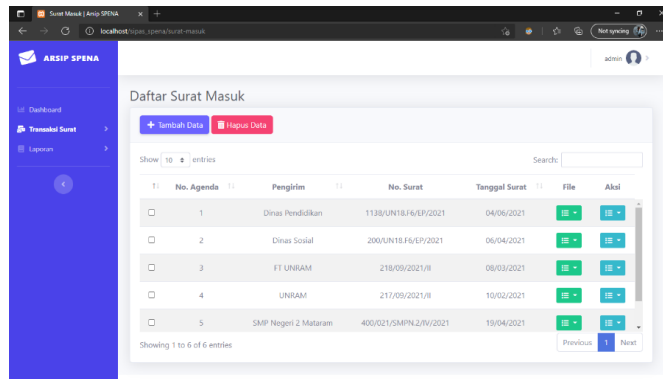 Surat Masuk | Arsip SPENA
localhost/sipas_spena/surat-masuk
Not syncing
ARSIP SPENA
admin
Dashboard
Transaksi Surat
Laporan
Daftar Surat Masuk
+ Tambah Data Hapus Data
Show 10 entries Search:
No. Agenda Pengirim No. Surat Tanggal Surat File Aksi
1 Dinas Pendidikan 1138/UN18.F6/EP/2021 04/06/2021
2 Dinas Sosial 200/UN18.F6/EP/2021 06/04/2021
3 FT UNRAM 218/09/2021/II 08/03/2021
4 UNRAM 217/09/2021/II 10/02/2021
5 SMP Negeri 2 Mataram 400/021/SMPN.2/IV/2021 19/04/2021
Showing 1 to 6 of 6 entries
Previous 1 Next